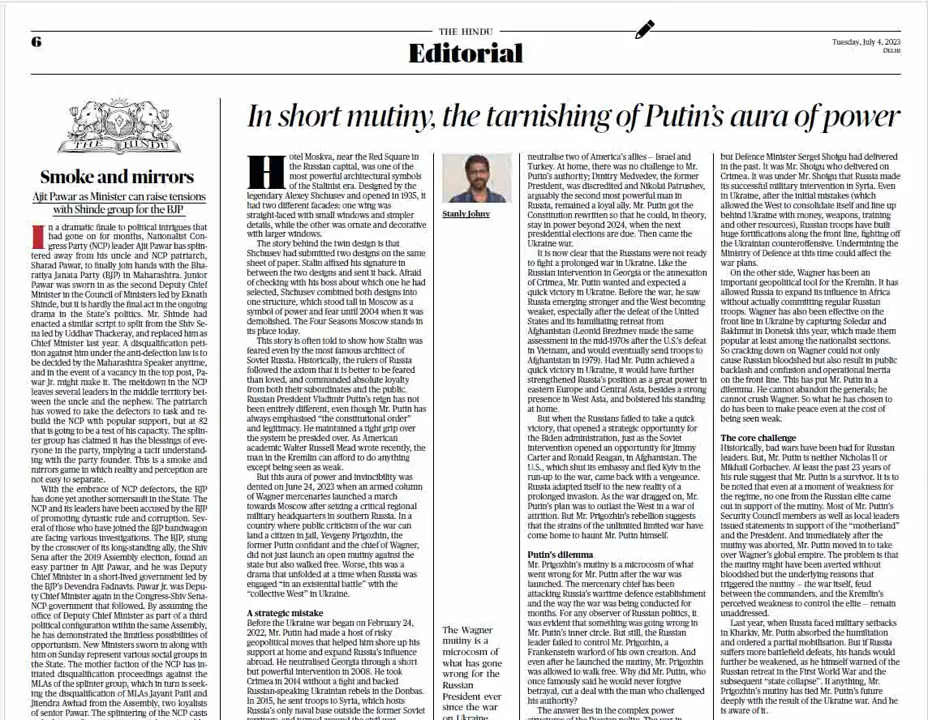 6
THE HINDU
Editorial
Tuesday, July 4, 2023
DELHI
THE HINDU
Smoke and mirrors
Ajit Pawar as Minister can raise tensions
with Shinde group for the BJP
In a dramatic finale to political intrigues that
had gone on for months, Nationalist Con-
gress Party (NCP) leader Ajit Pawar has splin-
tered away from his uncle and NCP patriarch,
Sharad Pawar, to finally join hands with the Bha-
ratiya Janata Party (BJP) in Maharashtra. Junior
Pawar was sworn in as the second Deputy Chief
Minister in the Council of Ministers led by Eknath
Shinde, but it is hardly the final act in the ongoing
drama in the State's politics. Mr. Shinde had
enacted a similar script to split from the Shiv Se-
na led by Uddhav Thackeray, and replaced him as
Chief Minister last year. A disqualification peti-
tion against him under the anti-defection law is to
be decided by the Maharashtra Speaker anytime,
and in the event of a vacancy in the top post, Pa-
war Jr. might make it. The meltdown in the NCP
leaves several leaders in the middle territory bet-
ween the uncle and the nephew. The patriarch
has vowed to take the defectors to task and re-
build the NCP with popular support, but at 82
that is going to be a test of his capacity. The splin-
ter group has claimed it has the blessings of eve-
ryone in the party, implying a tacit understand-
ing with the party founder. This is a smoke and
mirrors game in which reality and perception are
not easy to separate.
With the embrace of NCP defectors, the BJP
has done yet another somersault in the State. The
NCP and its leaders have been accused by the BJP
of promoting dynastic rule and corruption. Sev-
eral of those who have joined the BJP bandwagon
are facing various investigations. The BJP, stung
by the crossover of its long-standing ally, the Shiv
Sena after the 2019 Assembly election, found an
easy partner in Ajit Pawar, and he was Deputy
Chief Minister in a short-lived government led by
the BJP's Devendra Fadnavis. Pawar Jr. was Depu-
ty Chief Minister again in the Congress-Shiv Sena-
NCP government that followed. By assuming the
office of Deputy Chief Minister as part of a third
political configuration within the same Assembly,
he has demonstrated the limitless possibilities of
opportunism. New Ministers sworn in along with
him on Sunday represent various social groups in
the State. The mother faction of the NCP has in-
itiated disqualification proceedings against the
MLAs of the splinter group, which in turn is seek-
ing the disqualification of MLAs Jayant Patil and
Jitendra Awhad from the Assembly, two loyalists
of senior Pawar. The splintering of the NCP casts
In short mutiny, the tarnishing of Putin's aura of power
Hotel Moskva, near the Red Square in
the Russian capital, was one of the
most powerful architectural symbols
of the Stalinist era. Designed by the
legendary Alexey Shchusev and opened in 1935, it
had two different facades: one wing was
straight-laced with small windows and simpler
details, while the other was ornate and decorative
with larger windows.
The story behind the twin design is that
Shchusev had submitted two designs on the same
sheet of paper. Stalin affixed his signature in
between the two designs and sent it back. Afraid
of checking with his boss about which one he had
selected, Shchusev combined both designs into
one structure, which stood tall in Moscow as a
symbol of power and fear until 2004 when it was
demolished. The Four Seasons Moscow stands in
its place today.
This story is often told to show how Stalin was
feared even by the most famous architect of
Soviet Russia. Historically, the rulers of Russia
followed the axiom that it is better to be feared
than loved, and commanded absolute loyalty
from both their subordinates and the public.
Russian President Vladimir Putin's reign has not
been entirely different, even though Mr. Putin has
always emphasised "the constitutional order"
and legitimacy. He maintained a tight grip over
the system he presided over. As American
academic Walter Russell Mead wrote recently, the
man in the Kremlin can afford to do anything
except being seen as weak.
But this aura of power and invincibility was
dented on June 24, 2023 when an armed column
of Wagner mercenaries launched a march
towards Moscow after seizing a critical regional
military headquarters in southern Russia. In a
country where public criticism of the war can
land a citizen in jail, Yevgeny Prigozhin, the
former Putin confidant and the chief of Wagner,
did not just launch an open mutiny against the
state but also walked free. Worse, this was a
drama that unfolded at a time when Russia was
engaged "in an existential battle" with the
"collective West" in Ukraine.
A strategic mistake
Before the Ukraine war began on February 24,
2022, Mr. Putin had made a host of risky
geopolitical moves that helped him shore up his
support at home and expand Russia's influence
abroad. He neutralised Georgia through a short
but powerful intervention in 2008. He took
Crimea in 2014 without a fight and backed
Russian-speaking Ukrainian rebels in the Donbas.
In 2015, he sent troops to Syria, which hosts
Russia's only naval base outside the former Soviet
Stanly Johny
The Wagner
mutiny is a
microcosm of
what has gone
wrong for the
Russian
President ever
since the war
on Ukraine
neutralise two of America's allies — Israel and
Turkey. At home, there was no challenge to Mr.
Putin's authority; Dmitry Medvedev, the former
President, was discredited and Nikolai Patrushev,
arguably the second most powerful man in
Russia, remained a loyal ally. Mr. Putin got the
Constitution rewritten so that he could, in theory,
stay in power beyond 2024, when the next
presidential elections are due. Then came the
Ukraine war.
It is now clear that the Russians were not ready
to fight a prolonged war in Ukraine. Like the
Russian intervention in Georgia or the annexation
of Crimea, Mr. Putin wanted and expected a
quick victory in Ukraine. Before the war, he saw
Russia emerging stronger and the West becoming
weaker, especially after the defeat of the United
States and its humiliating retreat from
Afghanistan (Leonid Brezhnev made the same
assessment in the mid-1970s after the U.S.'s defeat
in Vietnam, and would eventually send troops to
Afghanistan in 1979). Had Mr. Putin achieved a
quick victory in Ukraine, it would have further
strengthened Russia's position as a great power in
eastern Europe and Central Asia, besides a strong
presence in West Asia, and bolstered his standing
at home.
But when the Russians failed to take a quick
victory, that opened a strategic opportunity for
the Biden administration, just as the Soviet
intervention opened an opportunity for Jimmy
Carter and Ronald Reagan, in Afghanistan. The
U.S., which shut its embassy and fled Kyiv in the
run-up to the war, came back with a vengeance.
Russia adapted itself to the new reality of a
prolonged invasion. As the war dragged on, Mr.
Putin's plan was to outlast the West in a war of
attrition. But Mr. Prigozhin's rebellion suggests
that the strains of the unlimited limited war have
come to haunt Mr. Putin himself.
Putin's dilemma
Mr. Prigozhin's mutiny is a microcosm of what
went wrong for Mr. Putin after the war was
launched. The mercenary chief has been
attacking Russia's wartime defence establishment
and the way the war was being conducted for
months. For any observer of Russian politics, it
was evident that something was going wrong in
Mr. Putin's inner circle. But still, the Russian
leader failed to control Mr. Prigozhin, a
Frankenstein warlord of his own creation. And
even after he launched the mutiny, Mr. Prigozhin
was allowed to walk free. Why did Mr. Putin, who
once famously said he would never forgive
betrayal, cut a deal with the man who challenged
his authority?
The answer lies in the complex power
but Defence Minister Sergei Shoigu had delivered
in the past. It was Mr. Shoigu who delivered on
Crimea. It was under him that Russia made its
successful military intervention in Syria. Even
in Ukraine, after the initial mistakes (which
allowed the West to consolidate itself and line up
behind Ukraine with money, weapons, training
and other resources), Russian troops have built
huge fortifications along the front line, fighting off
the Ukrainian counteroffensive. Undermining the
Ministry of Defence at this time could affect the
war plans.
On the other side, Wagner has been an
important geopolitical tool for the Kremlin. It has
allowed Russia to expand its influence in Africa
without actually committing regular Russian
troops. Wagner has also been effective on the
front line in Ukraine by capturing Soledar and
Bakhmut in Donetsk this year, which made them
popular at least among the nationalist sections.
So cracking down on Wagner could not only
cause Russian bloodshed but also result in public
backlash and confusion and operational inertia
on the front line. This has put Mr. Putin in a
dilemma. He cannot abandon the generals; he
cannot crush Wagner. So what he has chosen to
do has been to make peace even at the cost of
being seen weak.
The core challenge
Historically, bad wars have been bad for Russian
leaders. But, Mr. Putin is neither Nicholas II or
Mikhail Gorbachev. At least the past 23 years of
his rule suggest that Mr. Putin is a survivor. It is to
be noted that even at a moment of weakness for
the regime, no one from the Russian elite came
out in support of the mutiny. Most of Mr. Putin's
Security Council members as well as local leaders
issued statements in support of the "motherland"
and the President. And immediately after the
mutiny was aborted, Mr. Putin moved in to take
over Wagner's global empire. The problem is that
the mutiny might have been averted without
bloodshed but the underlying reasons that
triggered the mutiny — the war itself, feud
between the commanders, and the Kremlin's
perceived weakness to control the elite — remain
unaddressed.
Last year, when Russia faced military setbacks
in Kharkiv, Mr. Putin absorbed the humiliation
and ordered a partial mobilisation. But if Russia
suffers more battlefield defeats, his hands would
further be weakened, as he himself warned of the
Russian retreat in the First World War and the
subsequent "state collapse". If anything, Mr.
Prigozhin's mutiny has tied Mr. Putin's future
deeply with the result of the Ukraine war. And he
is aware of it.